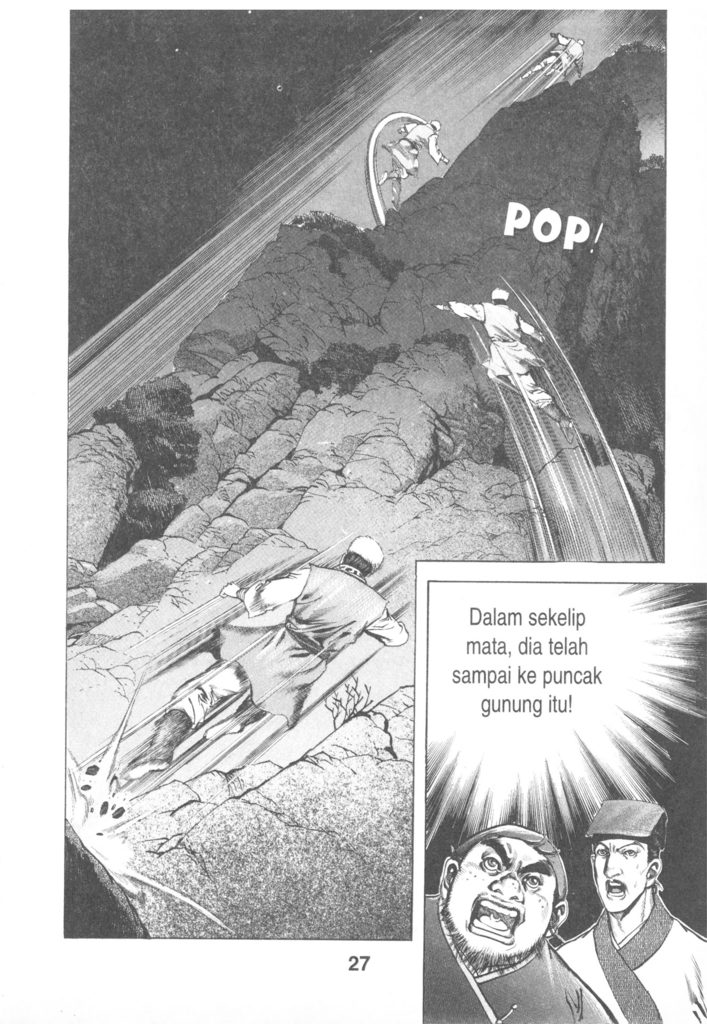 POP!
Dalam sekelip
mata, dia telah
sampai ke puncak
gunung itu!
27